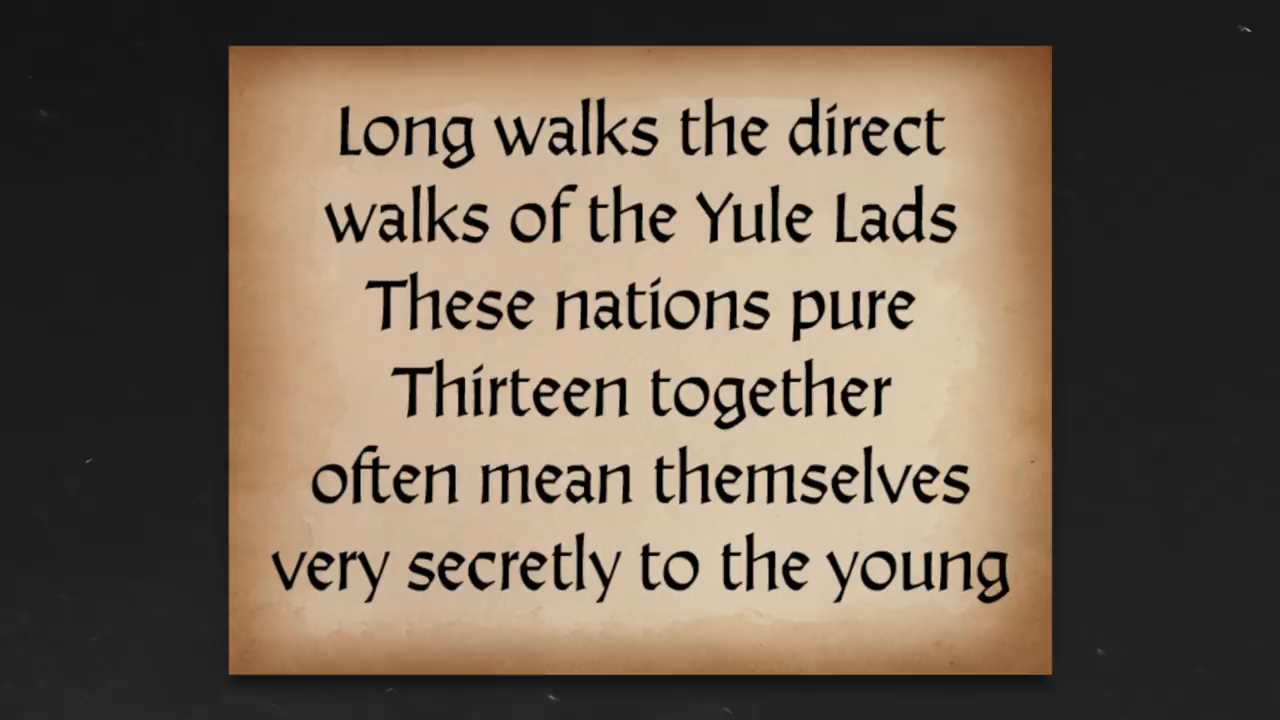 Long walks the direct
walks of the Yule Lads
These nations pure
Thirteen together
often mean themselves
very secretly to the young